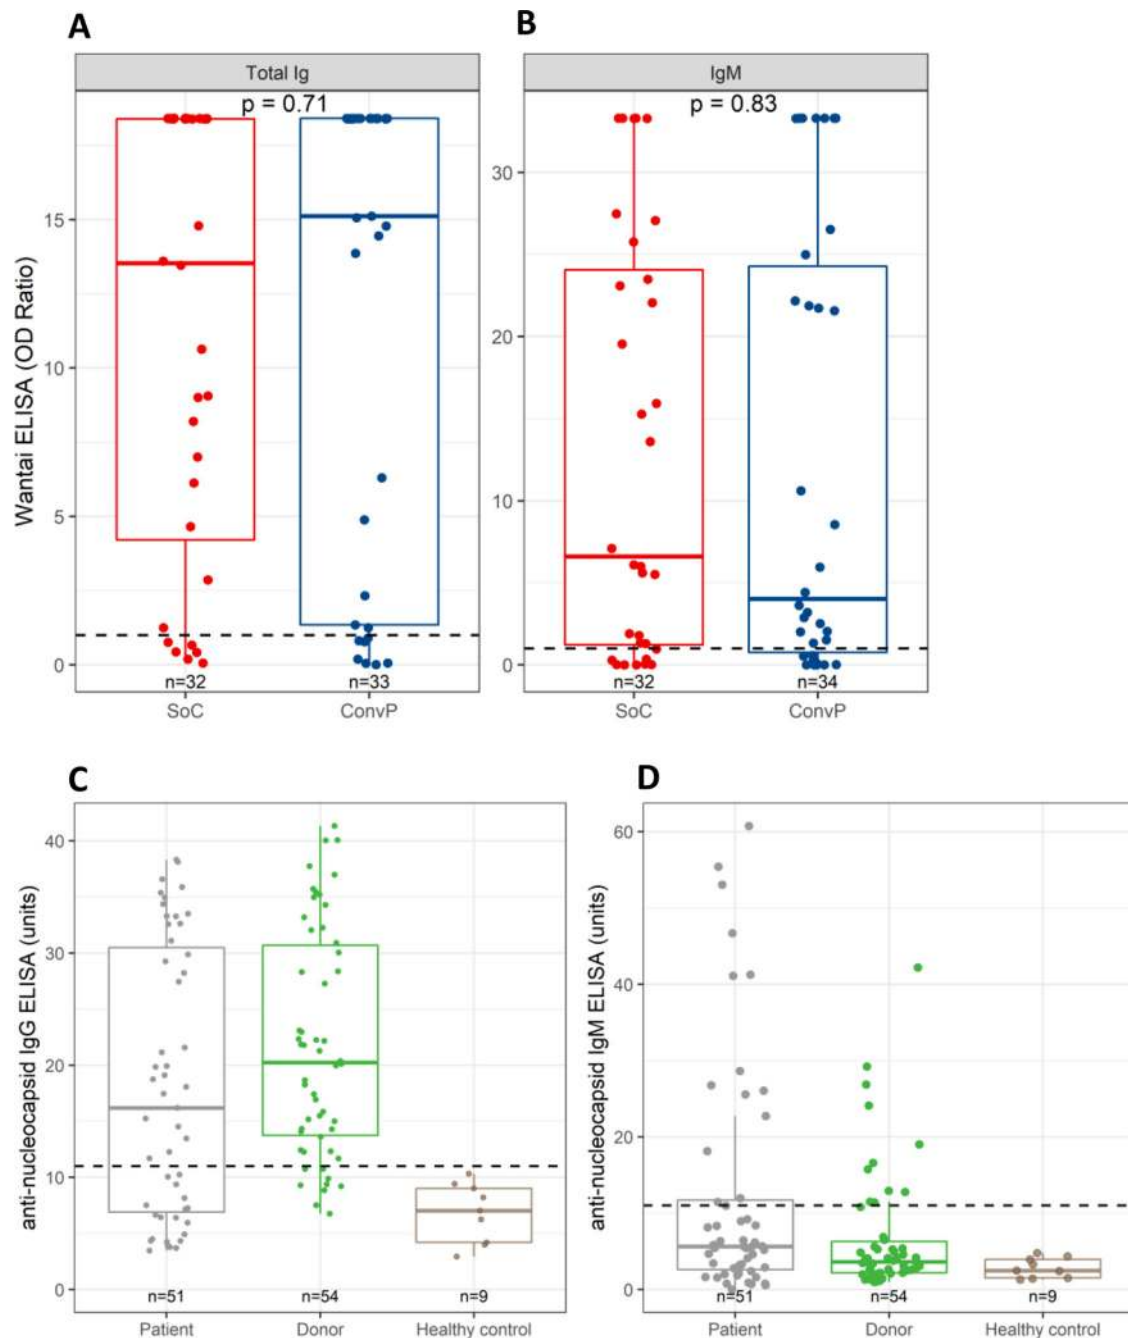 A
B
Total Ig
IgM
p = 0.71
p = 0.83
Wantai ELISA (OD Ratio)
15
10
5
0
30
20
10
0
n=32
n=33
n=32
n=34
SoC
ConvP
SoC
ConvP
C
D
anti-nucleocapsid IgG ELISA (units)
40
30
20
10
0
anti-nucleocapsid IgM ELISA (units)
60
40
20
0
n=51
n=54
n=9
n=51
n=54
n=9
Patient
Donor
Healthy control
Patient
Donor
Healthy control